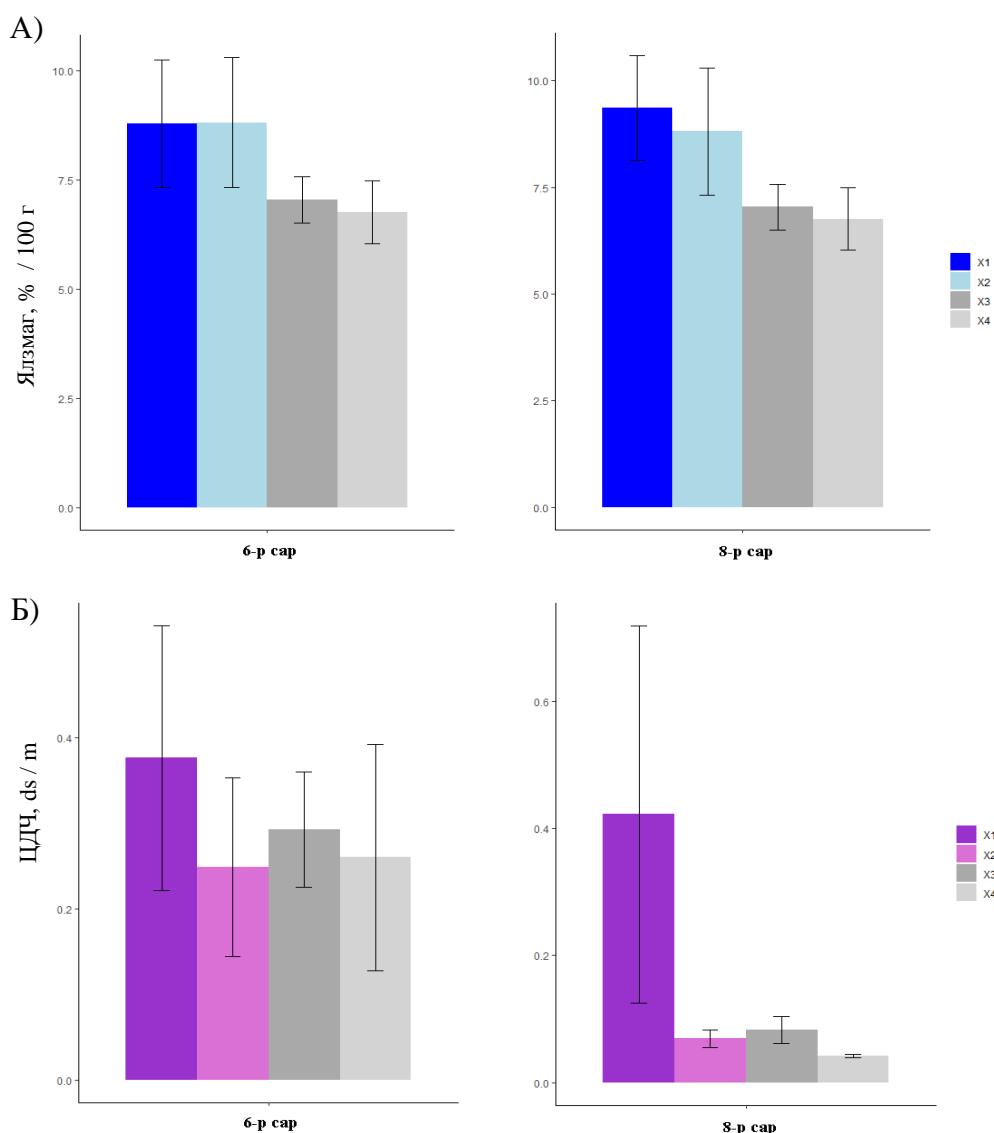 А)
10.0
7.5
5.0
2.5
0.0
6-р сар
10.0
7.5
5.0
2.5
0.0
8-р сар
Ялзмаг, % / 100 г
X1
X2
X3
X4
Б)
0.4
0.2
0.0
6-р сар
0.6
0.4
0.2
0.0
8-р сар
ЦДЧ, ds / m
X1
X2
X3
X4